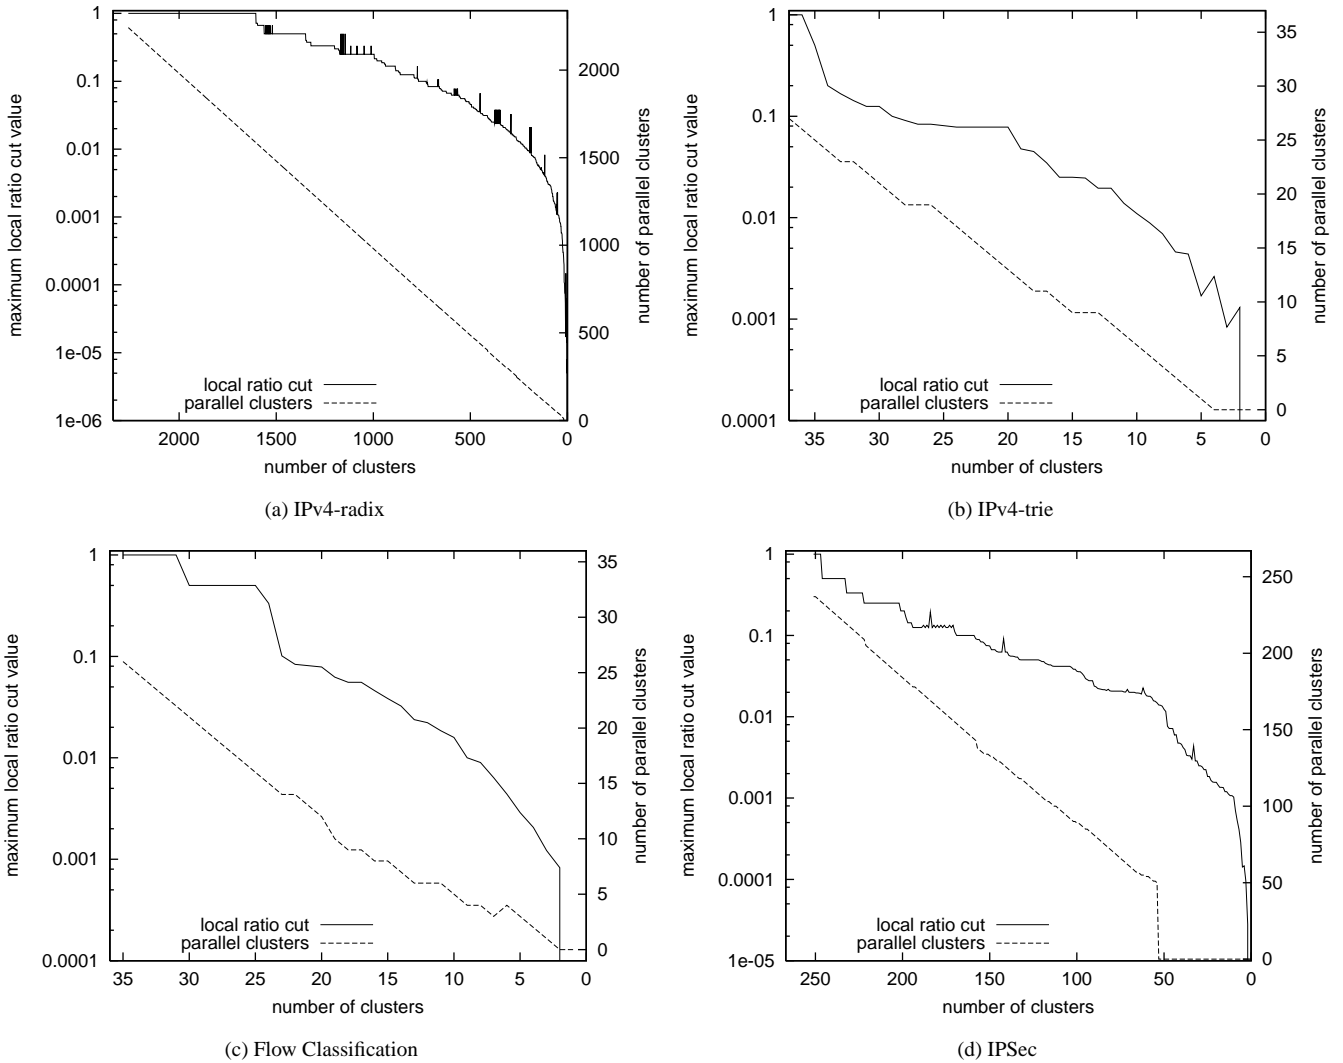 maximum local ratio cut value
1
0.1
0.01
0.001
0.0001
1e-05
1e-06
2000
1500
1000
500
0
number of clusters
2000
1500
1000
500
0
number of parallel clusters
local ratio cut
parallel clusters
(a) IPv4-radix
maximum local ratio cut value
1
0.1
0.01
0.001
0.0001
35
30
25
20
15
10
5
0
number of clusters
35
30
25
20
15
10
5
0
number of parallel clusters
local ratio cut
parallel clusters
(b) IPv4-trie
maximum local ratio cut value
1
0.1
0.01
0.001
0.0001
35
30
25
20
15
10
5
0
number of clusters
35
30
25
20
15
10
5
0
number of parallel clusters
local ratio cut
parallel clusters
(c) Flow Classification
maximum local ratio cut value
1
0.1
0.01
0.001
0.0001
1e-05
250
200
150
100
50
0
number of clusters
250
200
150
100
50
0
number of parallel clusters
local ratio cut
parallel clusters
(d) IPSec